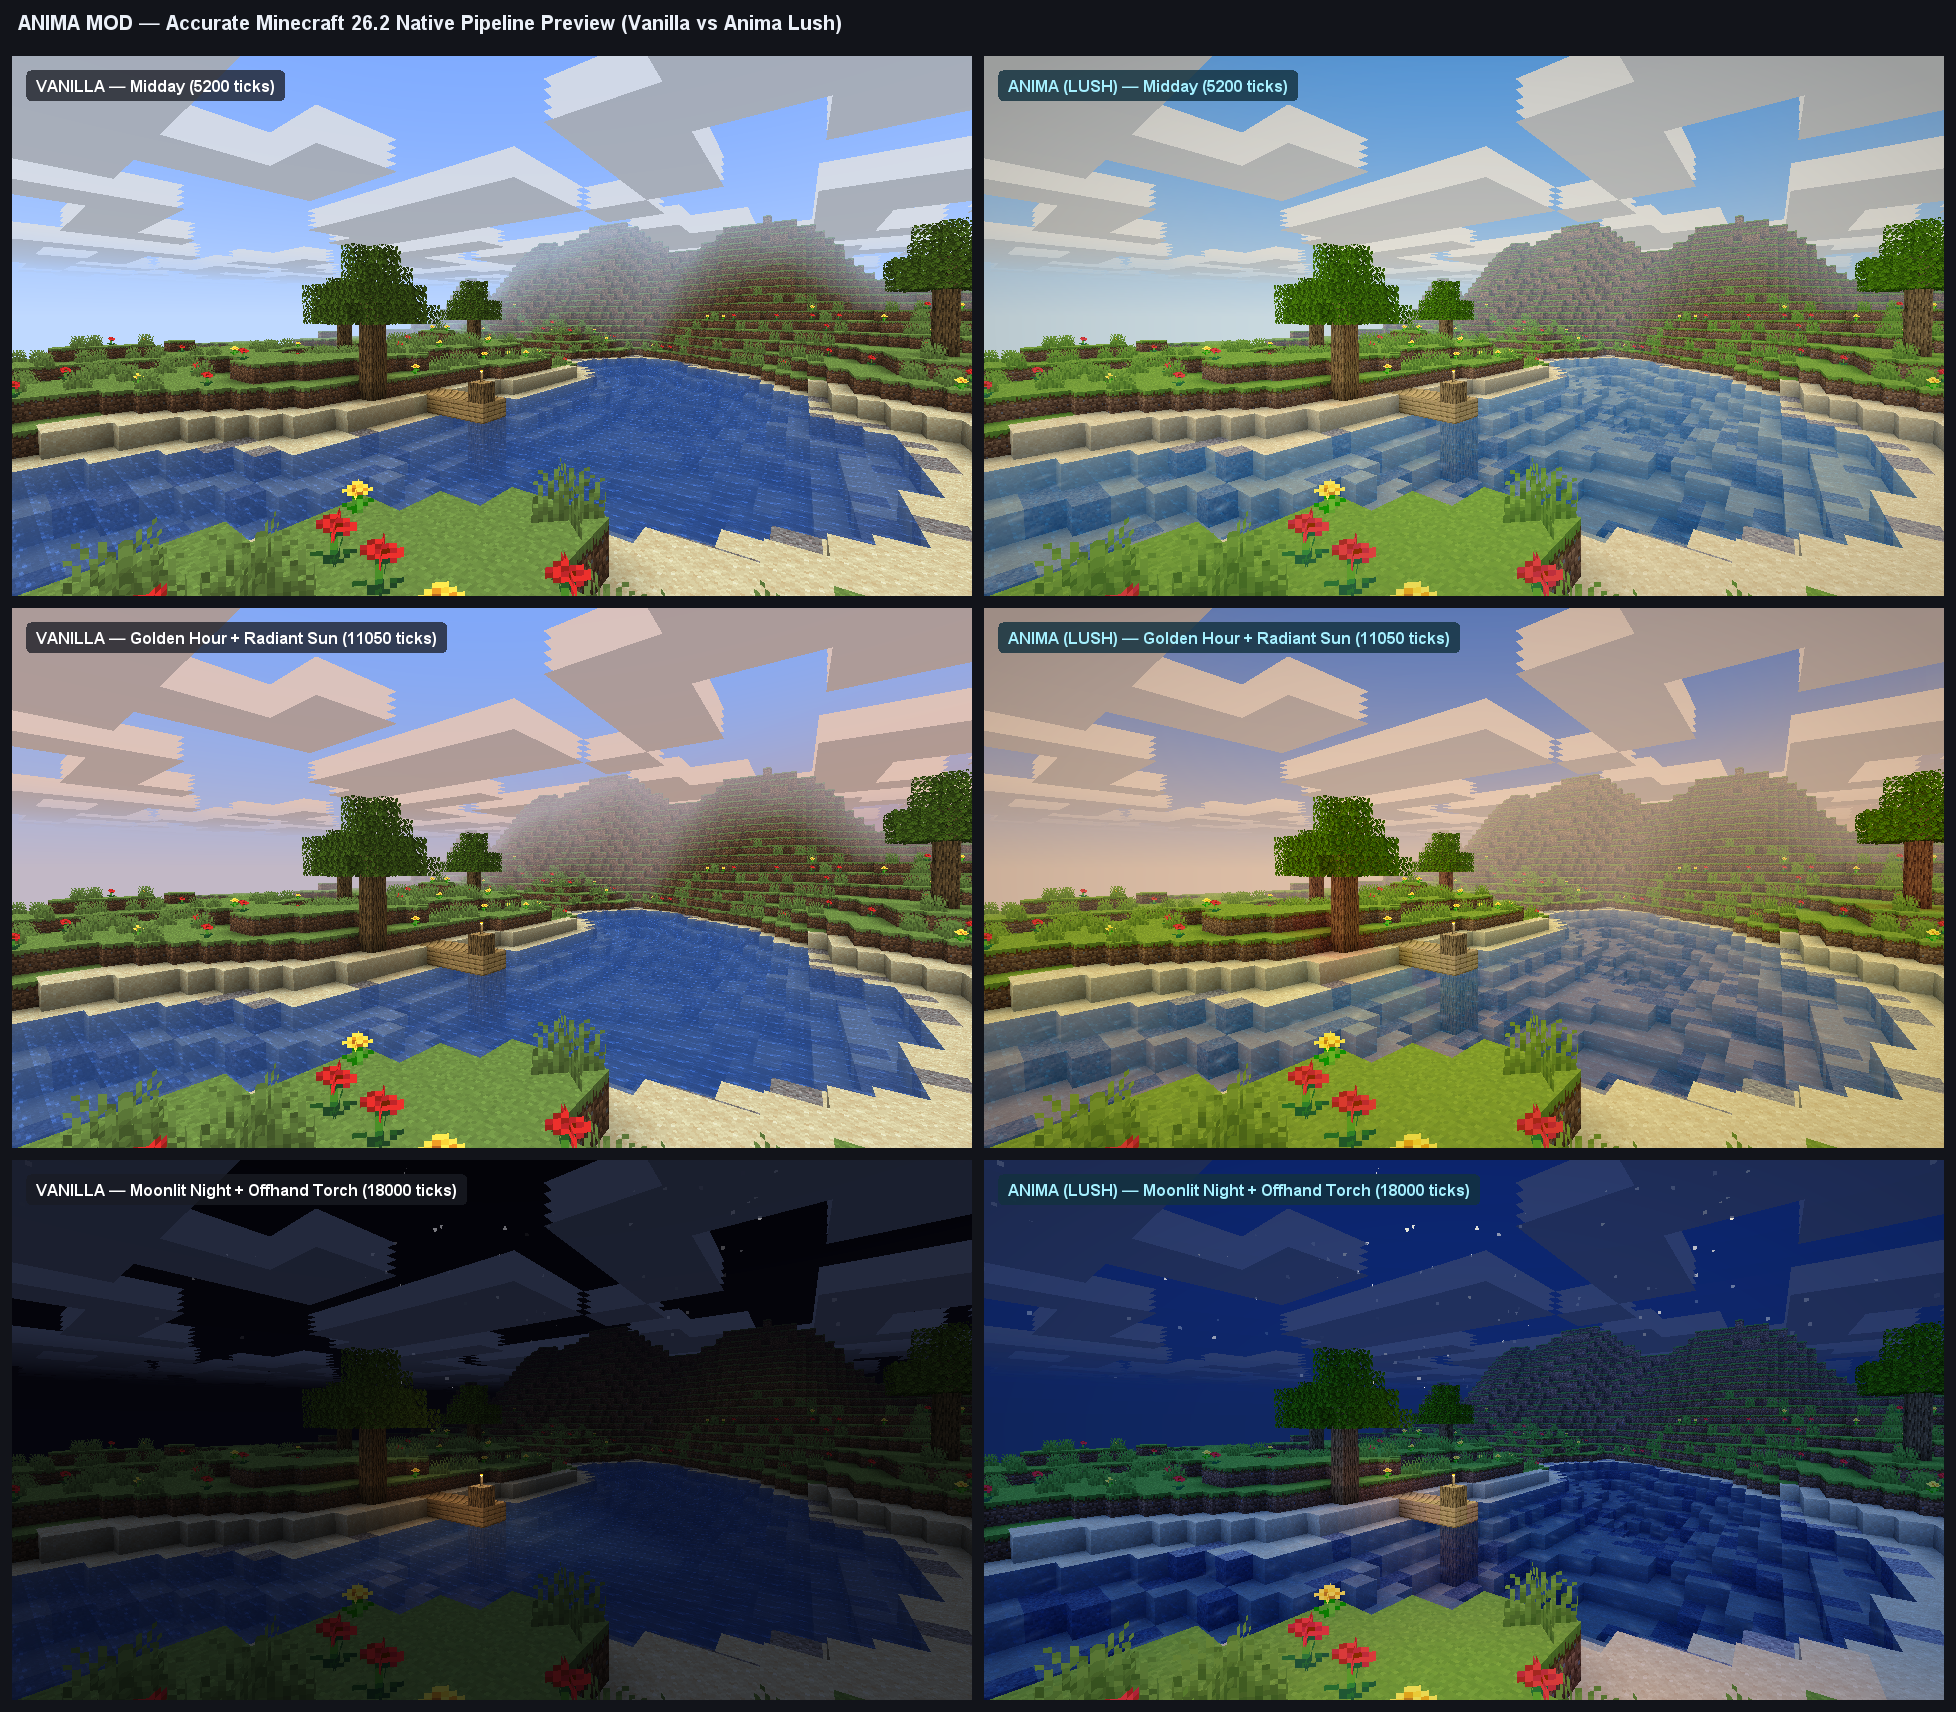 ANIMA MOD — Accurate Minecraft 26.2 Native Pipeline Preview (Vanilla vs Anima Lush)
VANILLA — Midday (5200 ticks)
ANIMA (LUSH) — Midday (5200 ticks)
VANILLA — Golden Hour + Radiant Sun (11050 ticks)
ANIMA (LUSH) — Golden Hour + Radiant Sun (11050 ticks)
VANILLA — Moonlit Night + Offhand Torch (18000 ticks)
ANIMA (LUSH) — Moonlit Night + Offhand Torch (18000 ticks)